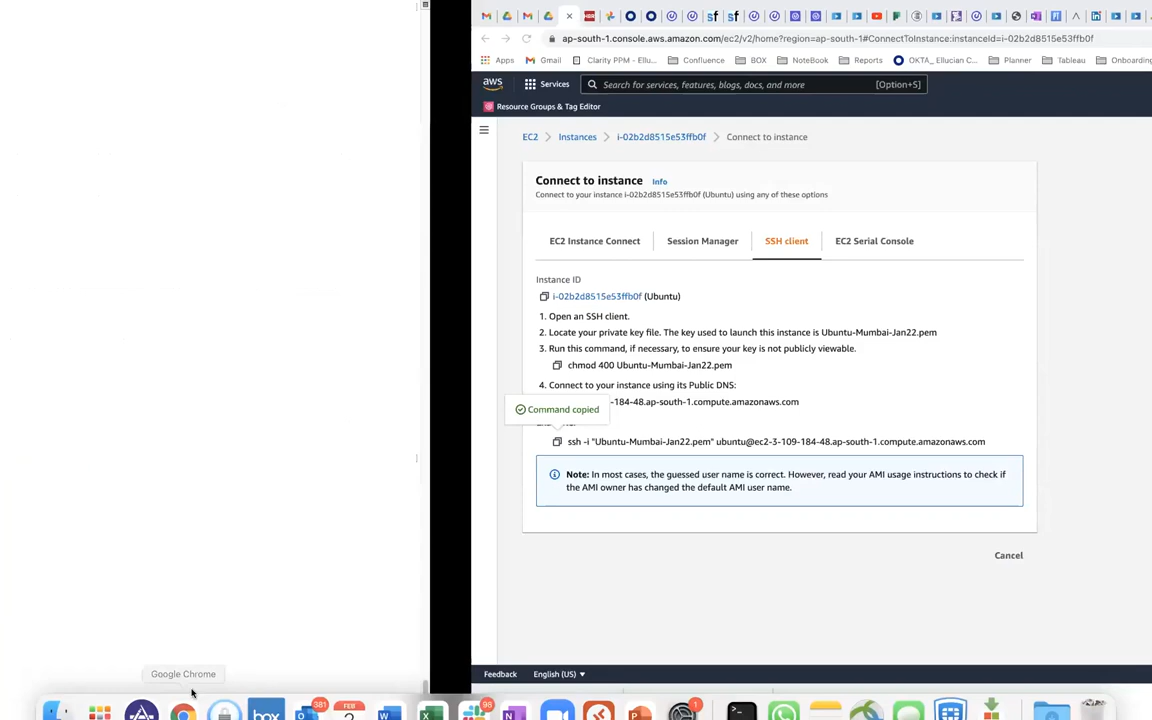 ap-south-1.console.aws.amazon.com/ec2/v2/home?region=ap-south-1#ConnectToInstance:instanceId=i-02b2d8515e53ffb0f
Apps
Gmail
Clarity PPM - Ellu...
Confluence
BOX
NoteBook
Reports
OKTA_ Ellucian C...
Planner
Tableau
Onboarding
aws
Services
Search for services, features, blogs, docs, and more
[Option+S]
Resource Groups & Tag Editor
EC2
Instances
i-02b2d8515e53ffb0f
Connect to instance
Connect to instance Info
Connect to your instance i-02b2d8515e53ffb0f (Ubuntu) using any of these options
EC2 Instance Connect
Session Manager
SSH client
EC2 Serial Console
Instance ID
i-02b2d8515e53ffb0f (Ubuntu)
1. Open an SSH client.
2. Locate your private key file. The key used to launch this instance is Ubuntu-Mumbai-Jan22.pem
3. Run this command, if necessary, to ensure your key is not publicly viewable.
chmod 400 Ubuntu-Mumbai-Jan22.pem
4. Connect to your instance using its Public DNS:
-184-48.ap-south-1.compute.amazonaws.com
Command copied
ssh -i "Ubuntu-Mumbai-Jan22.pem" ubuntu@ec2-3-109-184-48.ap-south-1.compute.amazonaws.com
Note: In most cases, the guessed user name is correct. However, read your AMI usage instructions to check if
the AMI owner has changed the default AMI user name.
Cancel
Feedback
English (US)
Google Chrome
381
FEB
box
96
1